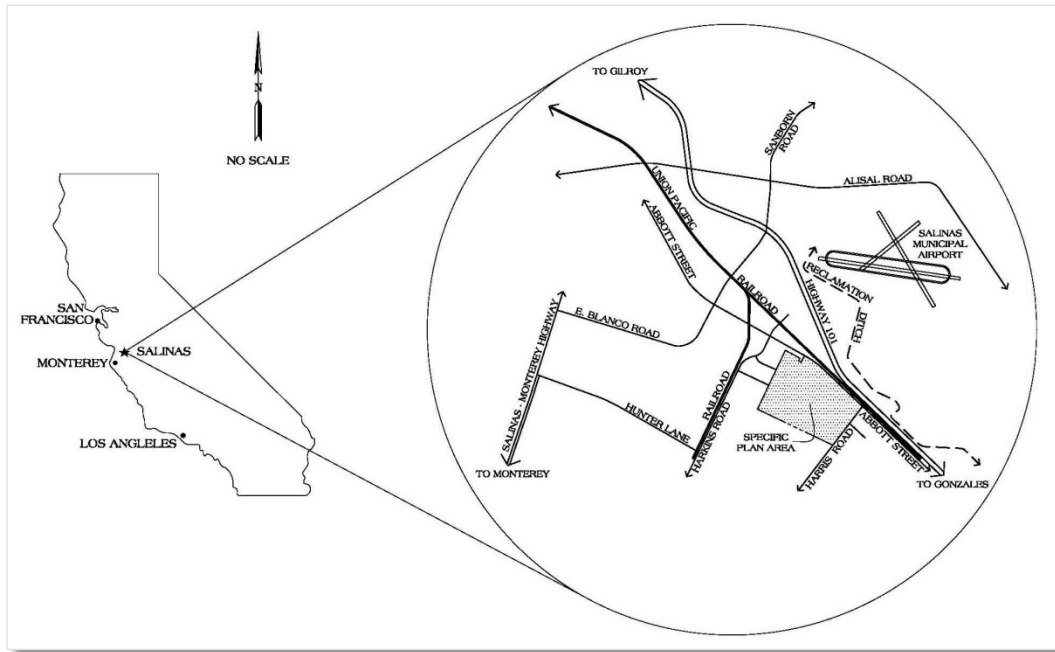 N
NO SCALE
SAN
FRANCISCO
SALINAS
MONTEREY
LOS ANGLELES
TO GILROY
SANBORN
ROAD
ALISAL ROAD
UNION PACIFIC
ABBOTT STREET
SALINAS
MUNICIPAL
AIRPORT
RECLAMATION
DITCH
HIGHWAY 101
RAILROAD
E. BLANCO ROAD
SALINAS - MONTEREY HIGHWAY
HUNTER LANE
RAILROAD
HARKINS ROAD
SPECIFIC
PLAN AREA
HARRIS ROAD
ABBOTT STREET
TO MONTEREY
TO GONZALES